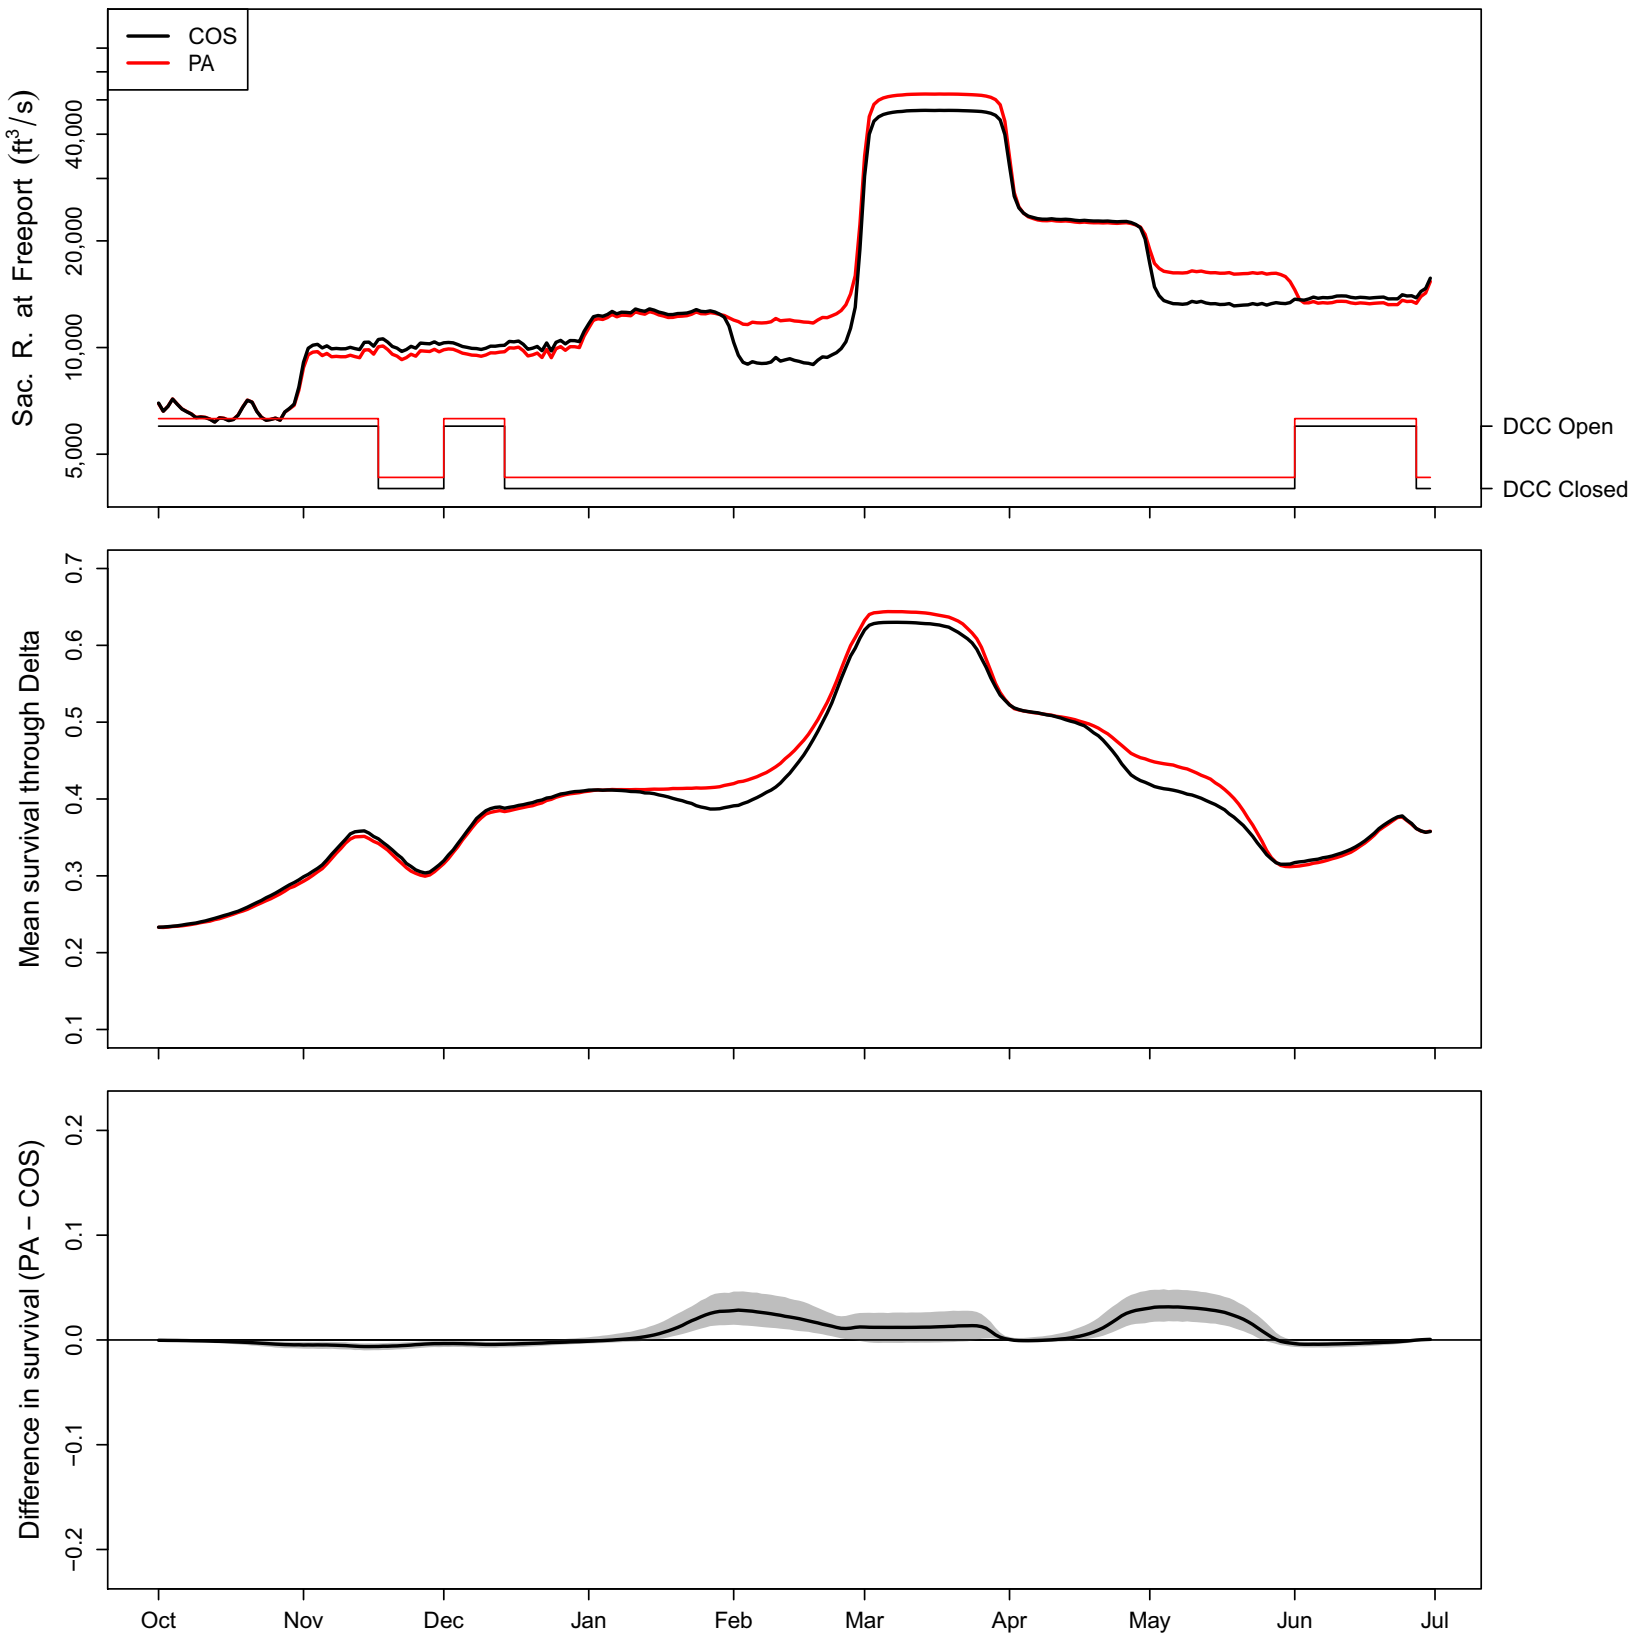 COS
PA
Sac. R. at Freeport (ft³/s)
40,000
20,000
10,000
5,000
DCC Open
DCC Closed
Mean survival through Delta
0.7
0.6
0.5
0.4
0.3
0.2
0.1
Difference in survival (PA − COS)
0.2
0.1
0.0
−0.1
−0.2
Oct Nov Dec Jan Feb Mar Apr May Jun Jul